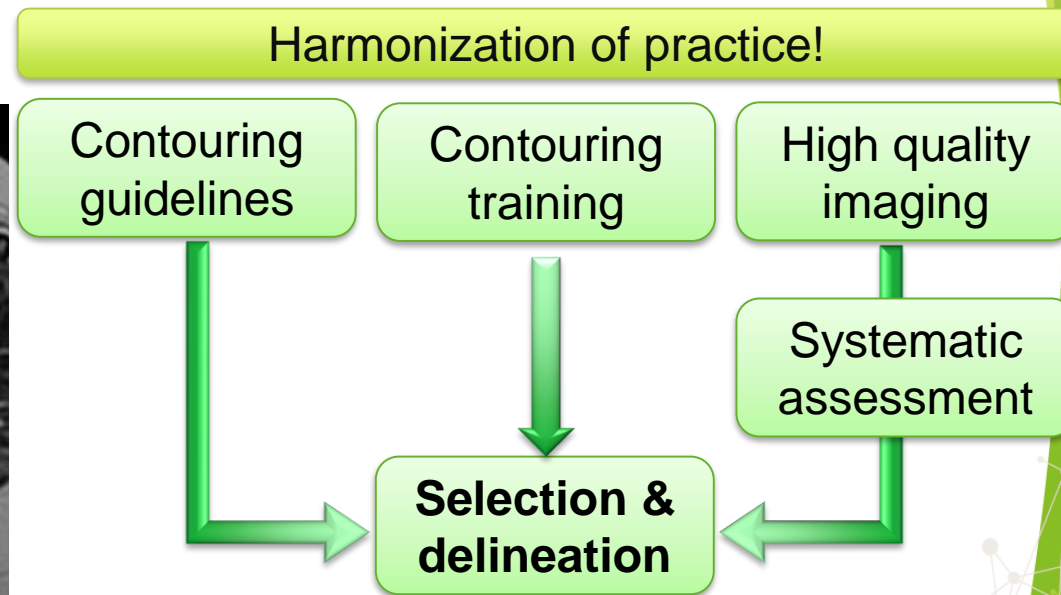 Harmonization of practice!
Contouring
guidelines
Contouring
training
High quality
imaging
Systematic
assessment
Selection &
delineation